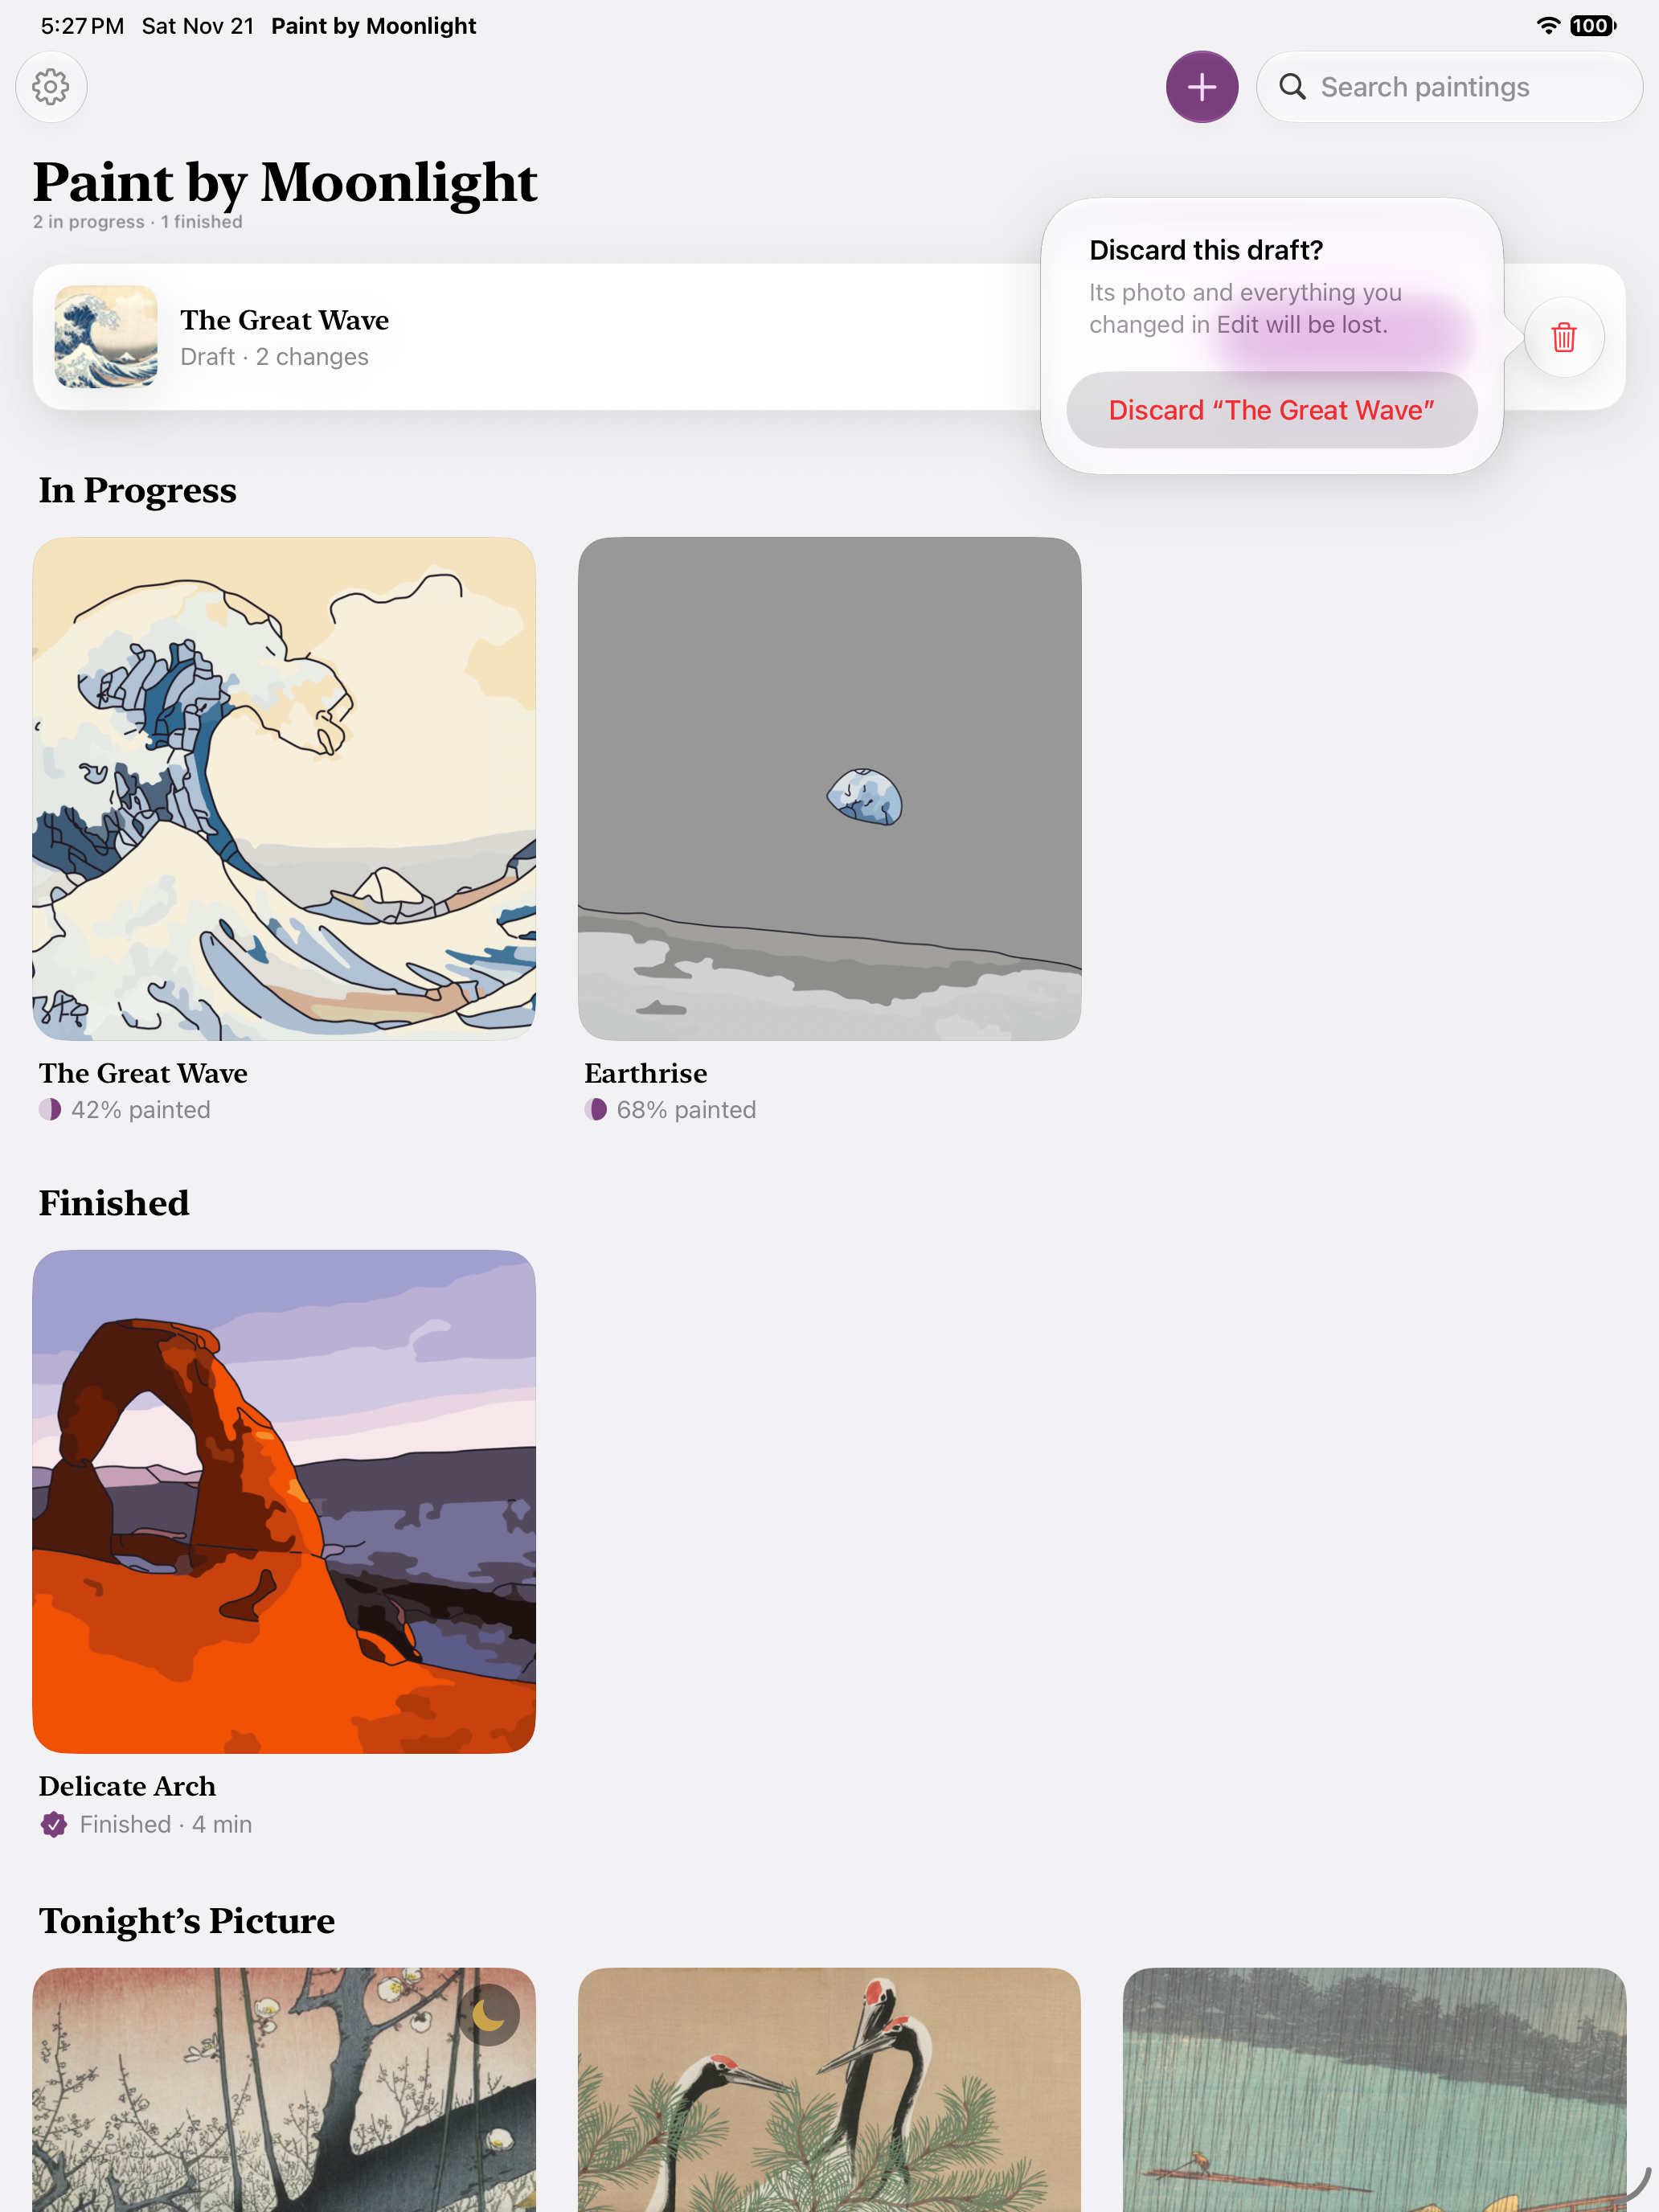 5:27 PM Sat Nov 21 Paint by Moonlight
100
Search paintings
Paint by Moonlight
2 in progress · 1 finished
Discard this draft?
Its photo and everything you
changed in Edit will be lost.
Discard “The Great Wave”
The Great Wave
Draft · 2 changes
In Progress
The Great Wave
42% painted
Earthrise
68% painted
Finished
Delicate Arch
Finished · 4 min
Tonight’s Picture